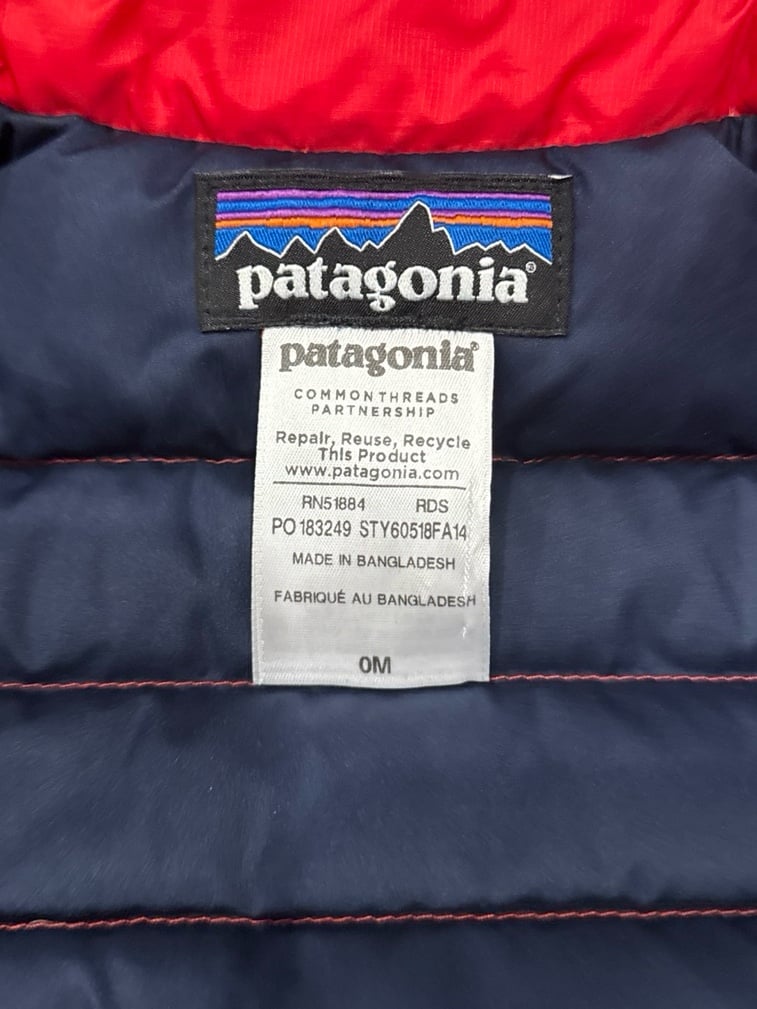 patagonia®
patagonia®
COMMON THREADS
PARTNERSHIP
Repair, Reuse, Recycle
This Product
www.patagonia.com
RN51884 RDS
PO 183249 STY60518FA14
MADE IN BANGLADESH
FABRIQUÉ AU BANGLADESH
0M